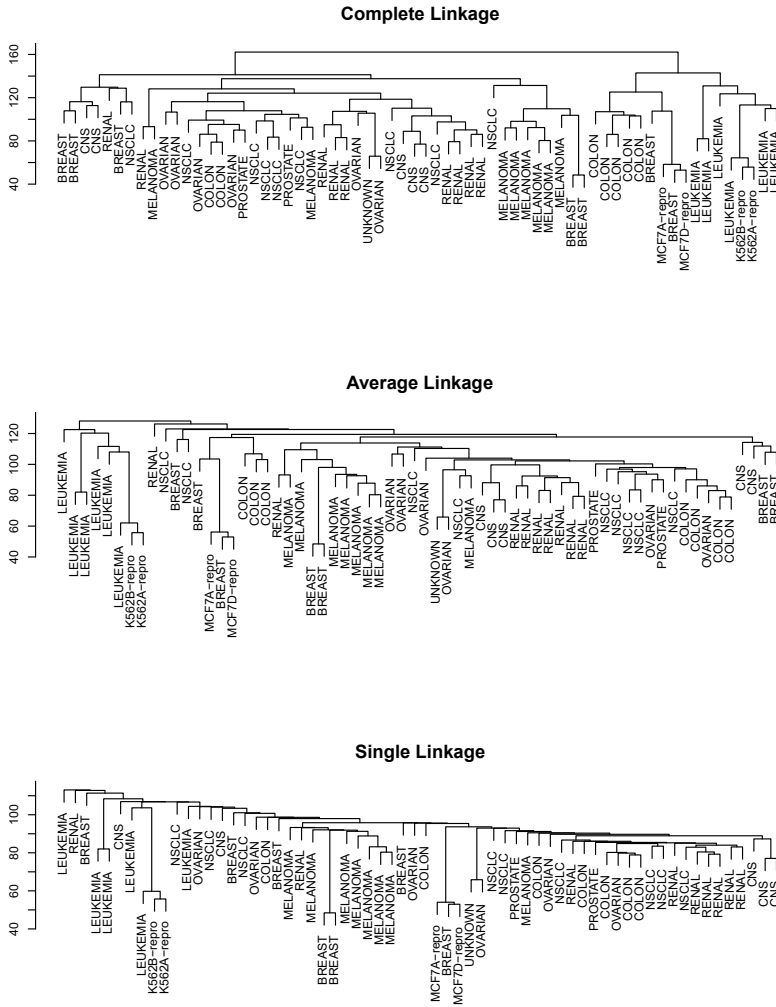 Complete Linkage
160
120
80
40
BREAST
BREAST
CNS
CNS
RENAL
BREAST
NSCLC
RENAL
MELANOMA
OVARIAN
OVARIAN
NSCLC
OVARIAN
COLON
COLON
OVARIAN
PROSTATE
NSCLC
NSCLC
NSCLC
PROSTATE
NSCLC
MELANOMA
RENAL
RENAL
RENAL
OVARIAN
UNKNOWN
OVARIAN
NSCLC
CNS
CNS
CNS
NSCLC
RENAL
RENAL
RENAL
RENAL
NSCLC
MELANOMA
MELANOMA
MELANOMA
MELANOMA
MELANOMA
MELANOMA
BREAST
BREAST
COLON
COLON
COLON
COLON
COLON
BREAST
MCF7A−repro
BREAST
MCF7D−repro
LEUKEMIA
LEUKEMIA
LEUKEMIA
LEUKEMIA
K562B−repro
K562A−repro
LEUKEMIA
LEUKEMIA
Average Linkage
120
100
80
60
40
LEUKEMIA
LEUKEMIA
LEUKEMIA
LEUKEMIA
LEUKEMIA
LEUKEMIA
K562B−repro
K562A−repro
RENAL
NSCLC
BREAST
NSCLC
BREAST
MCF7A−repro
BREAST
MCF7D−repro
COLON
COLON
COLON
RENAL
MELANOMA
MELANOMA
BREAST
BREAST
MELANOMA
MELANOMA
MELANOMA
MELANOMA
MELANOMA
OVARIAN
OVARIAN
NSCLC
OVARIAN
UNKNOWN
OVARIAN
NSCLC
MELANOMA
CNS
CNS
CNS
RENAL
RENAL
RENAL
RENAL
RENAL
RENAL
RENAL
PROSTATE
NSCLC
NSCLC
NSCLC
NSCLC
OVARIAN
PROSTATE
NSCLC
COLON
COLON
OVARIAN
COLON
COLON
CNS
CNS
BREAST
BREAST
Single Linkage
100
80
60
40
LEUKEMIA
RENAL
BREAST
LEUKEMIA
LEUKEMIA
CNS
LEUKEMIA
LEUKEMIA
K562B−repro
K562A−repro
NSCLC
LEUKEMIA
OVARIAN
NSCLC
CNS
BREAST
NSCLC
OVARIAN
COLON
BREAST
MELANOMA
RENAL
MELANOMA
BREAST
BREAST
MELANOMA
MELANOMA
MELANOMA
MELANOMA
MELANOMA
BREAST
OVARIAN
COLON
MCF7A−repro
BREAST
MCF7D−repro
UNKNOWN
OVARIAN
NSCLC
NSCLC
PROSTATE
MELANOMA
COLON
OVARIAN
NSCLC
RENAL
COLON
PROSTATE
COLON
OVARIAN
COLON
COLON
NSCLC
NSCLC
RENAL
NSCLC
RENAL
RENAL
RENAL
RENAL
RENAL
CNS
CNS
CNS